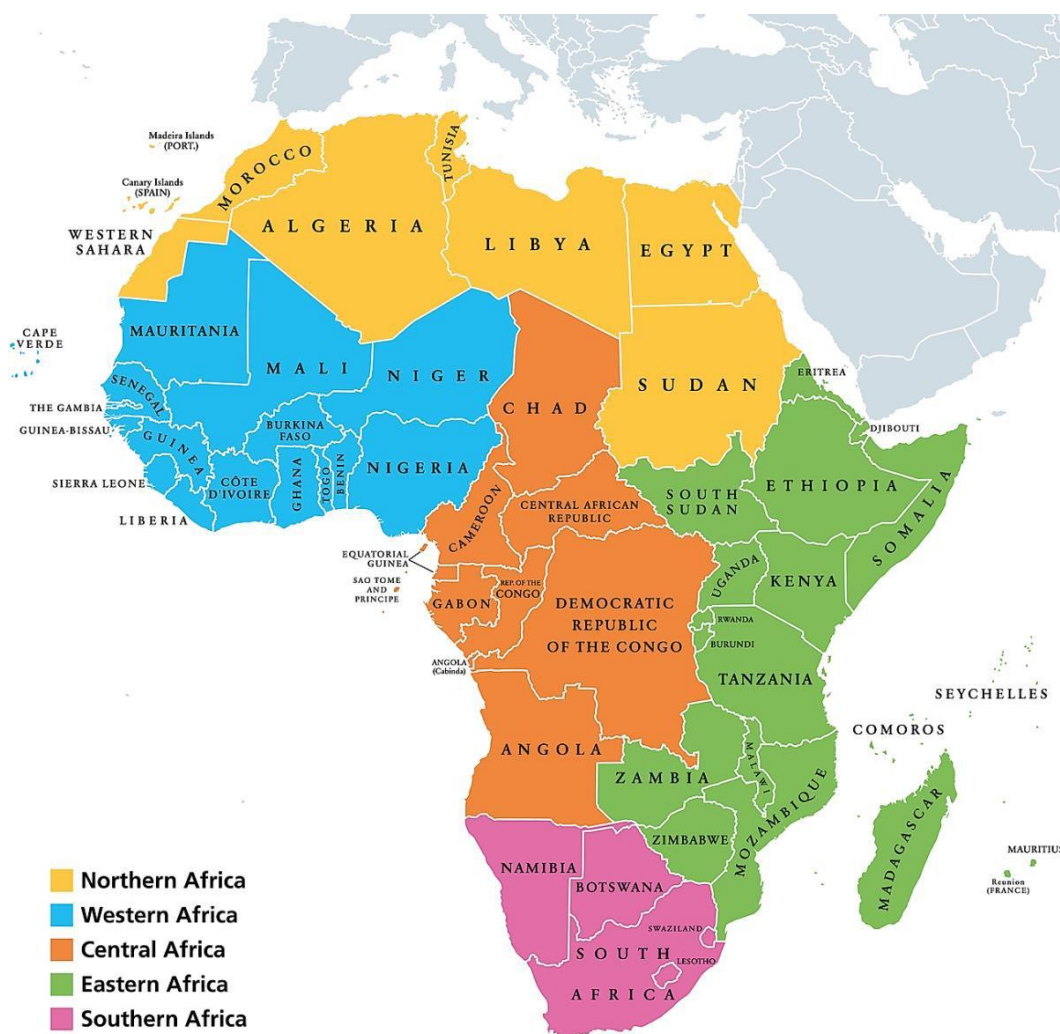 Madeira Islands
(PORT.)
Canary Islands
(SPAIN)
MOROCCO
TUNISIA
ALGERIA
LIBYA
EGYPT
WESTERN
SAHARA
CAPE
VERDE
MAURITANIA
MALI
NIGER
CHAD
SUDAN
ERITREA
SENEGAL
THE GAMBIA
GUINEA-BISSAU
GUINEA
SIERRA LEONE
LIBERIA
CÔTE
D'IVOIRE
BURKINA
FASO
GHANA
TOGO
BENIN
NIGERIA
DJIBOUTI
ETHIOPIA
SOMALIA
SOUTH
SUDAN
CENTRAL AFRICAN
REPUBLIC
CAMEROON
EQUATORIAL
GUINEA
SAO TOME
AND
PRINCIPE
GABON
REP. OF THE
CONGO
DEMOCRATIC
REPUBLIC
OF THE CONGO
UGANDA
KENYA
RWANDA
BURUNDI
TANZANIA
ANGOLA
(Cabinda)
SEYCHELLES
COMOROS
ANGOLA
ZAMBIA
MALAWI
MOZAMBIQUE
ZIMBABWE
MADAGASCAR
MAURITIUS
Reunion
(FRANCE)
NAMIBIA
BOTSWANA
SWAZILAND
LESOTHO
SOUTH
AFRICA
Northern Africa
Western Africa
Central Africa
Eastern Africa
Southern Africa